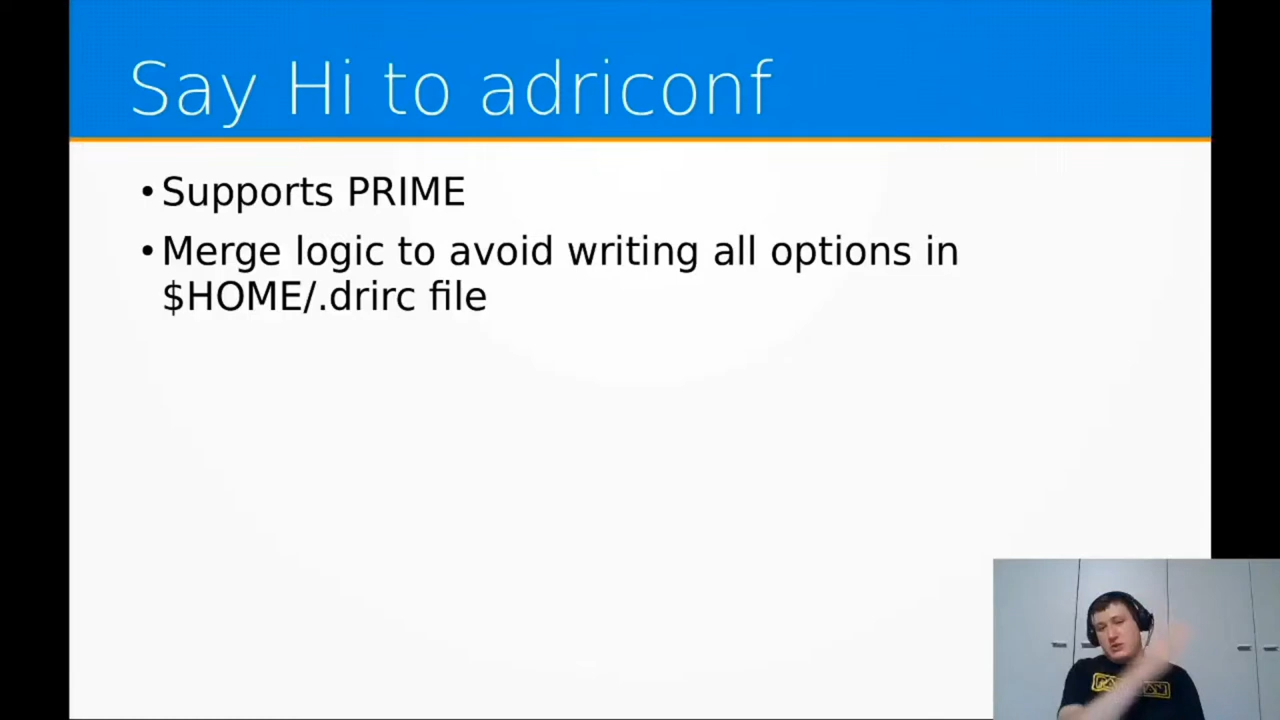 Say Hi to adriconf
•Supports PRIME
•Merge logic to avoid writing all options in
$HOME/.drirc file